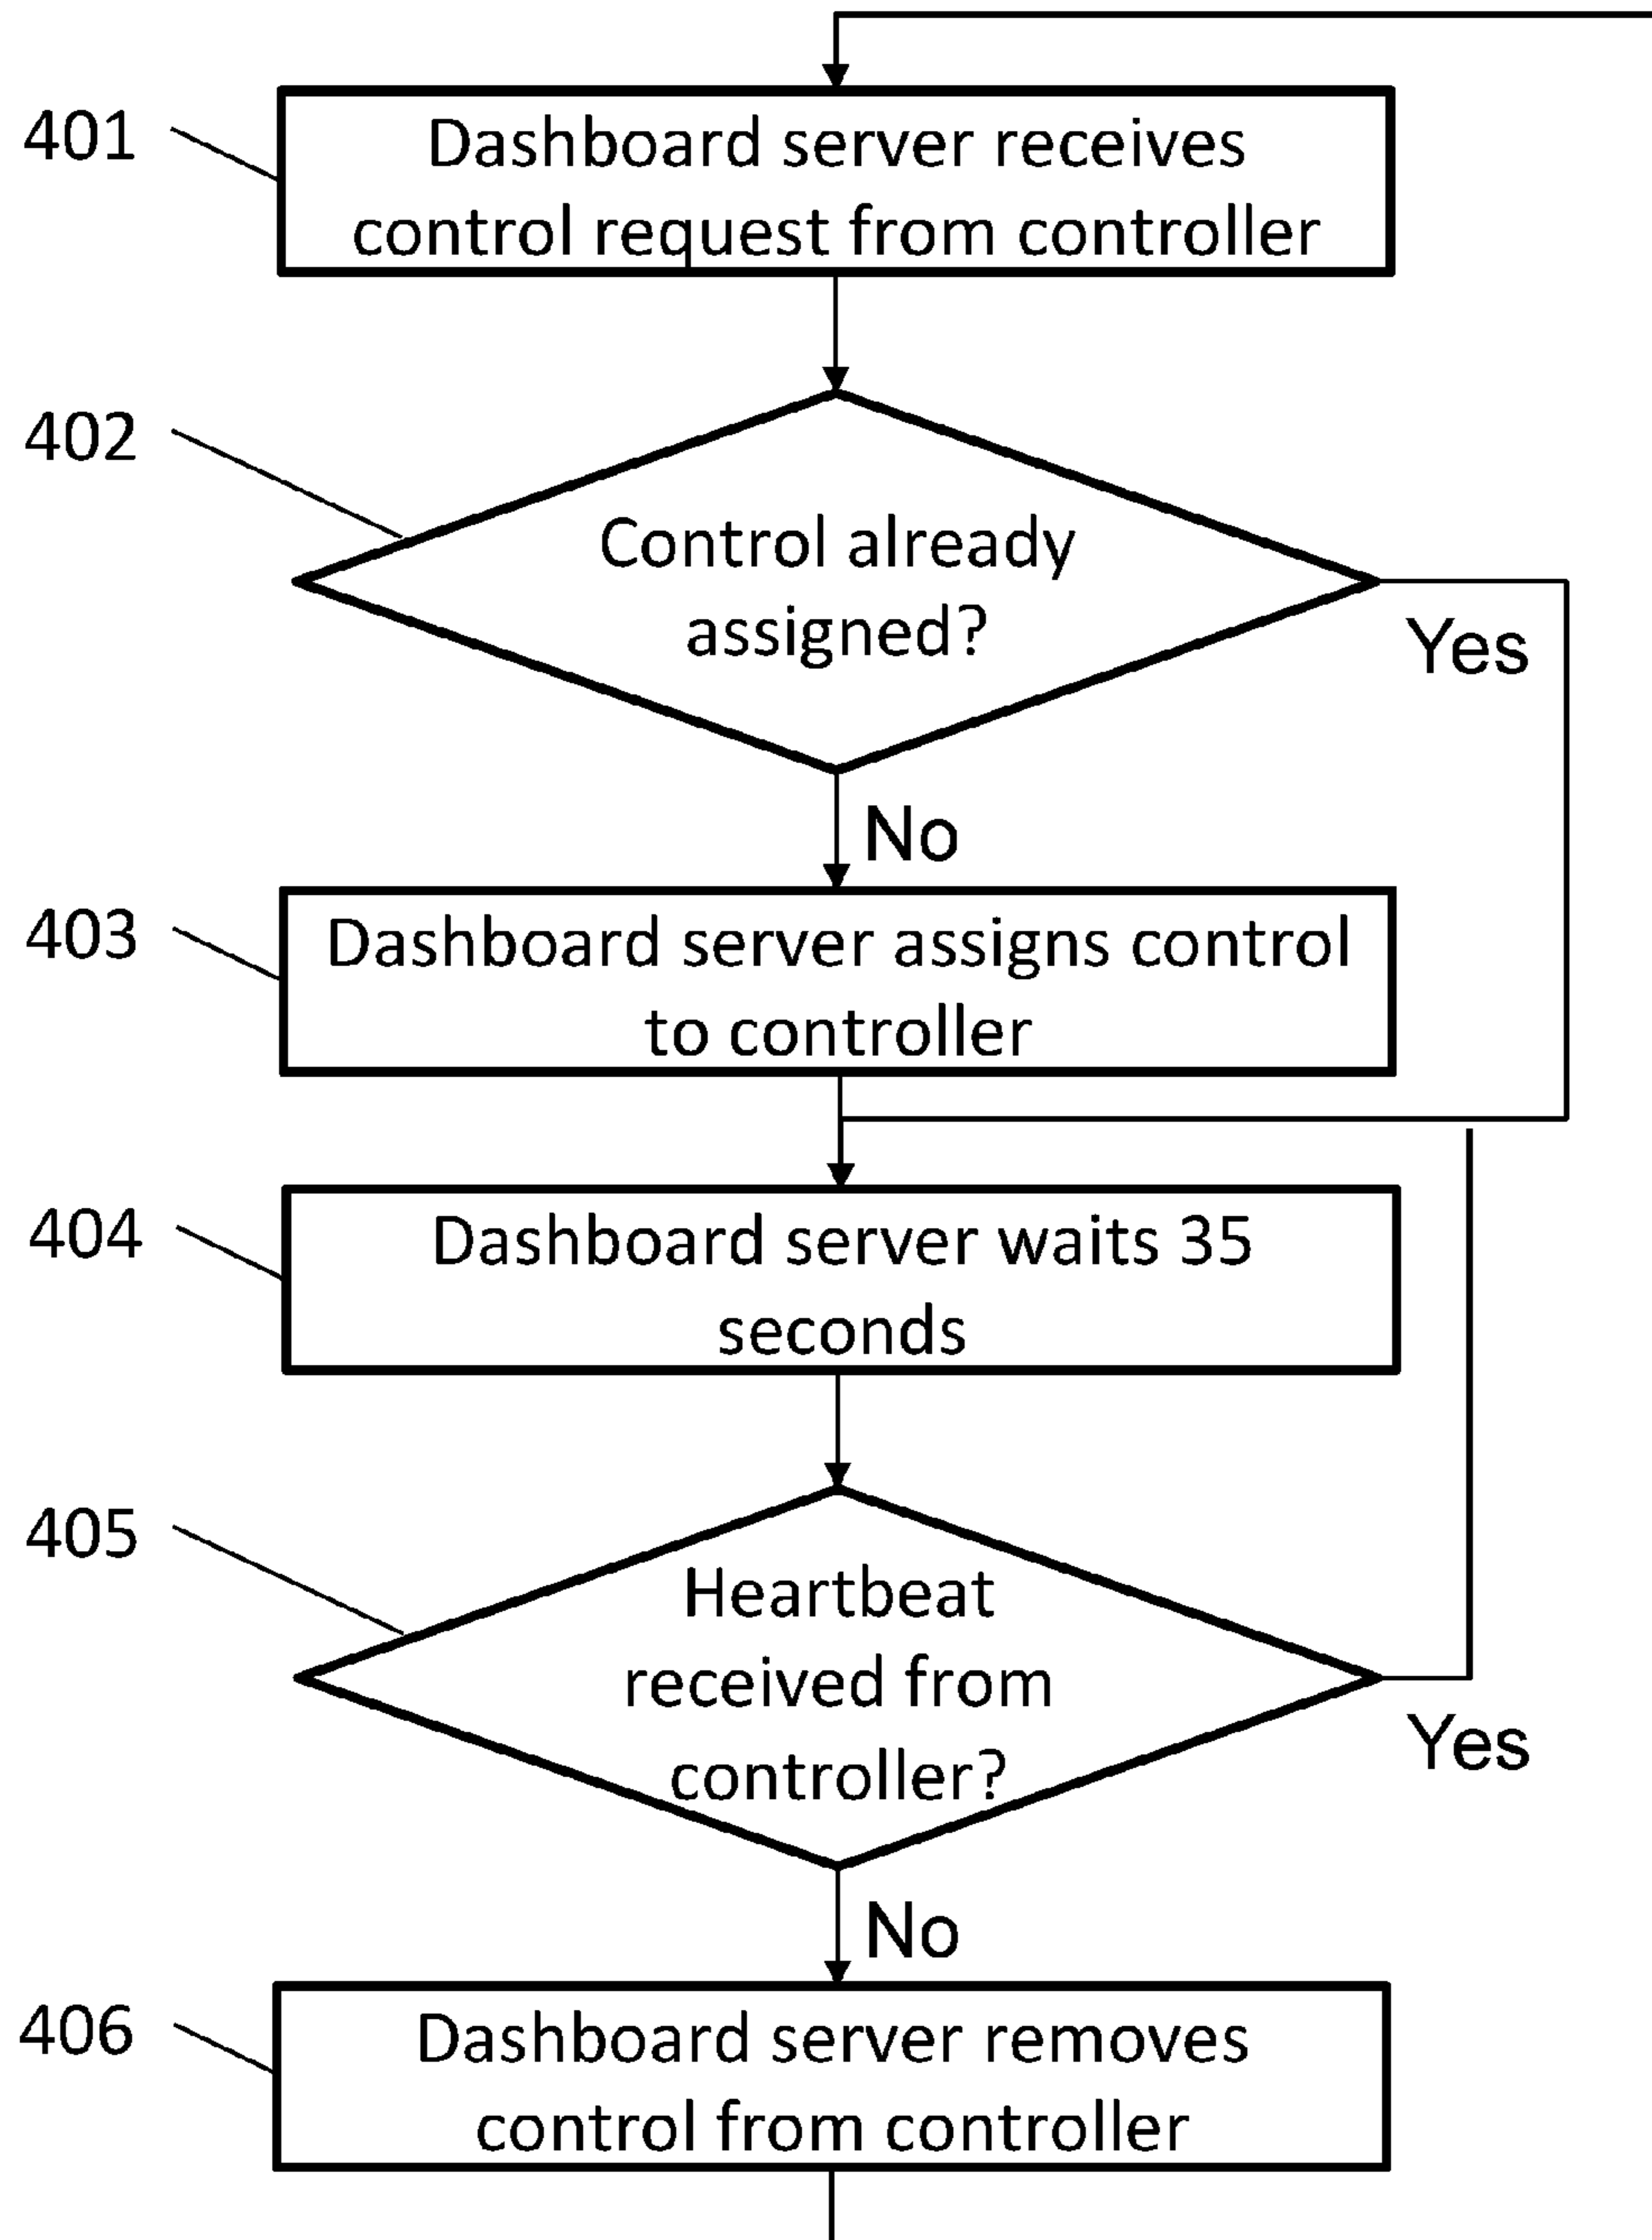 401
Dashboard server receives
control request from controller
402
Control already
assigned?
Yes
No
403
Dashboard server assigns control
to controller
404
Dashboard server waits 35
seconds
405
Heartbeat
received from
controller?
Yes
No
406
Dashboard server removes
control from controller